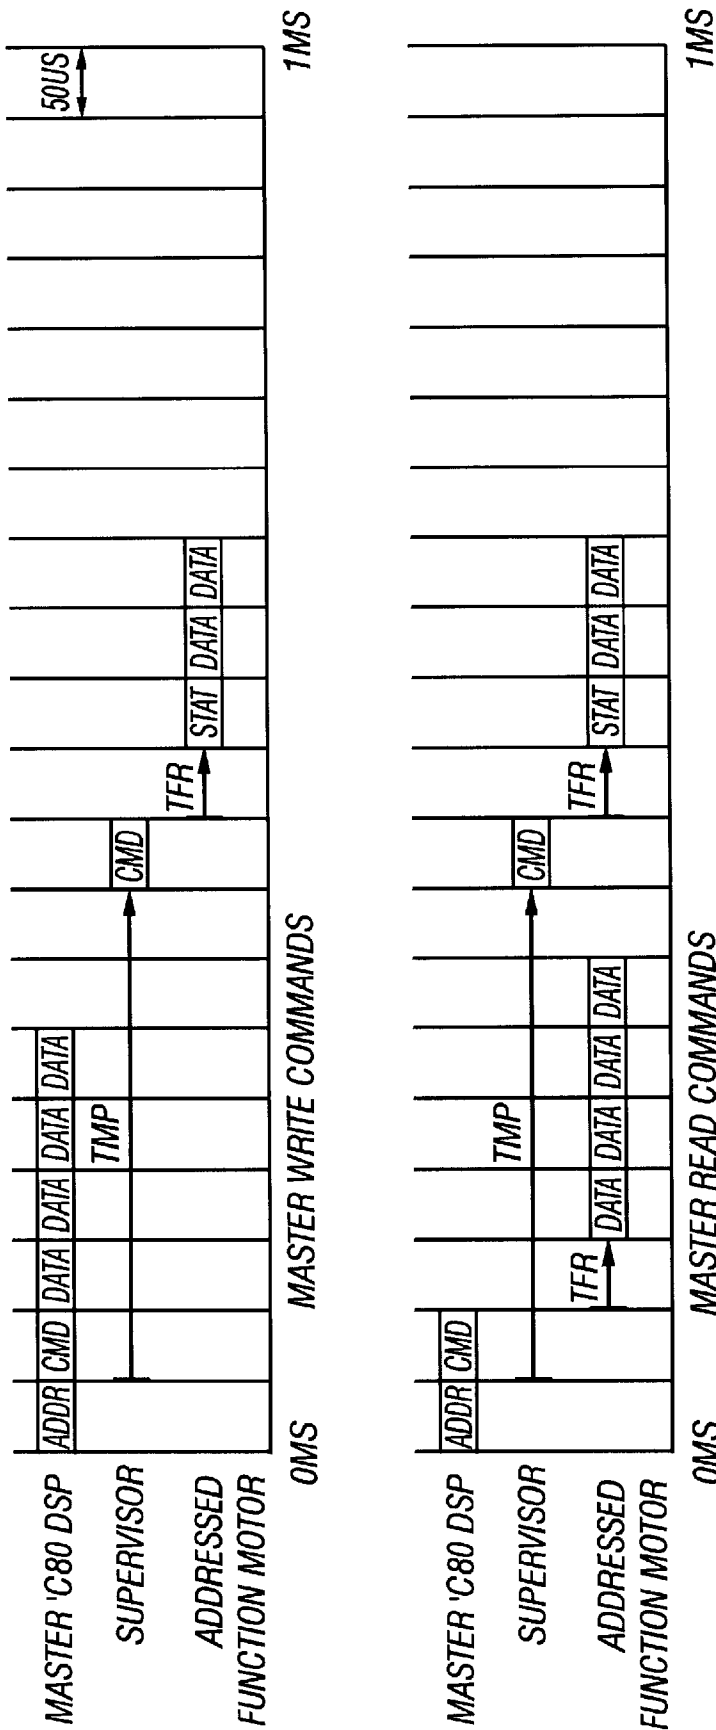 50US
MASTER 'C80 DSP ADDR CMD DATA DATA DATA DATA
SUPERVISOR TMP CMD
ADDRESSED
FUNCTION MOTOR TFR STAT DATA DATA
0MS MASTER WRITE COMMANDS 1MS
MASTER 'C80 DSP ADDR CMD
SUPERVISOR TMP CMD
ADDRESSED
FUNCTION MOTOR TFR DATA DATA DATA DATA TFR STAT DATA DATA
0MS MASTER READ COMMANDS 1MS